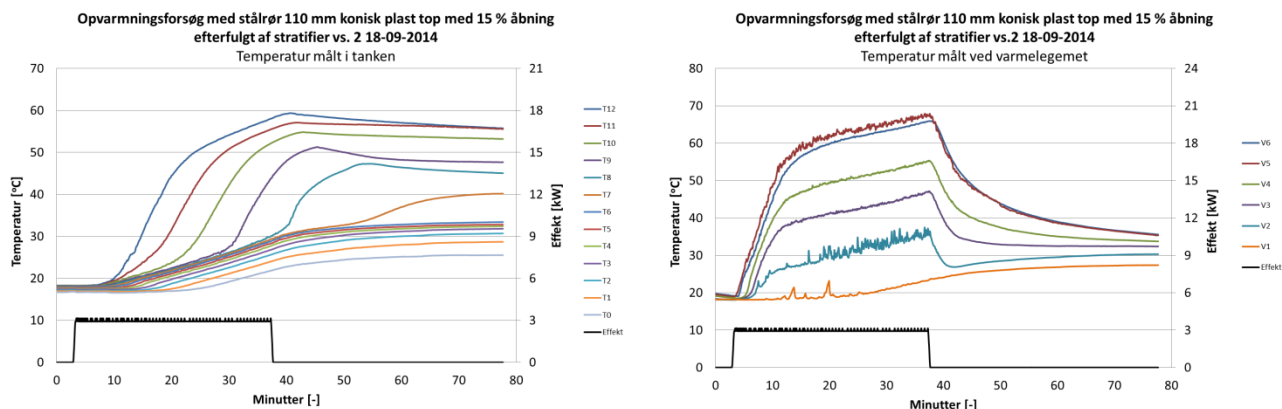 Opvarmningsforsøg med stålrør 110 mm konisk plast top med 15 % åbning
efterfulgt af stratifier vs. 2 18-09-2014
Temperatur målt i tanken
70
60
50
40
30
20
10
0
Temperatur [°C]
21
18
15
12
9
6
3
0
Effekt [kW]
0 10 20 30 40 50 60 70 80
Minutter [-]
T12
T11
T10
T9
T8
T7
T6
T5
T4
T3
T2
T1
T0
Effekt
Opvarmningsforsøg med stålrør 110 mm konisk plast top med 15 % åbning
efterfulgt af stratifier vs.2 18-09-2014
Temperatur målt ved varmelegemet
80
70
60
50
40
30
20
10
0
Temperatur [°C]
24
21
18
15
12
9
6
3
0
Effekt [kW]
0 10 20 30 40 50 60 70 80
Minutter [-]
V6
V5
V4
V3
V2
V1
Effekt